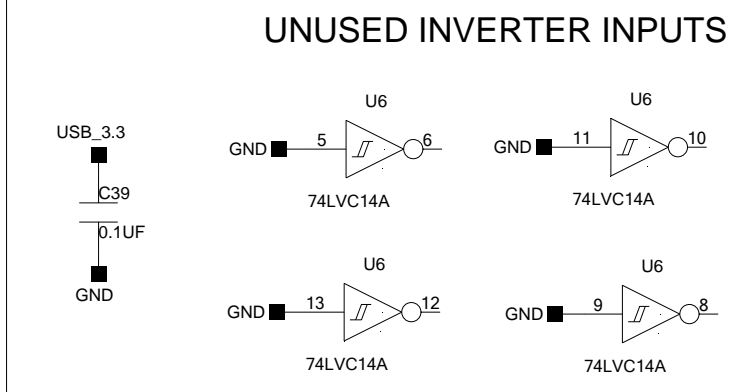 UNUSED INVERTER INPUTS
USB_3.3
C39
0.1UF
GND
U6
GND 5 6
74LVC14A
U6
GND 11 10
74LVC14A
U6
GND 13 12
74LVC14A
U6
GND 9 8
74LVC14A